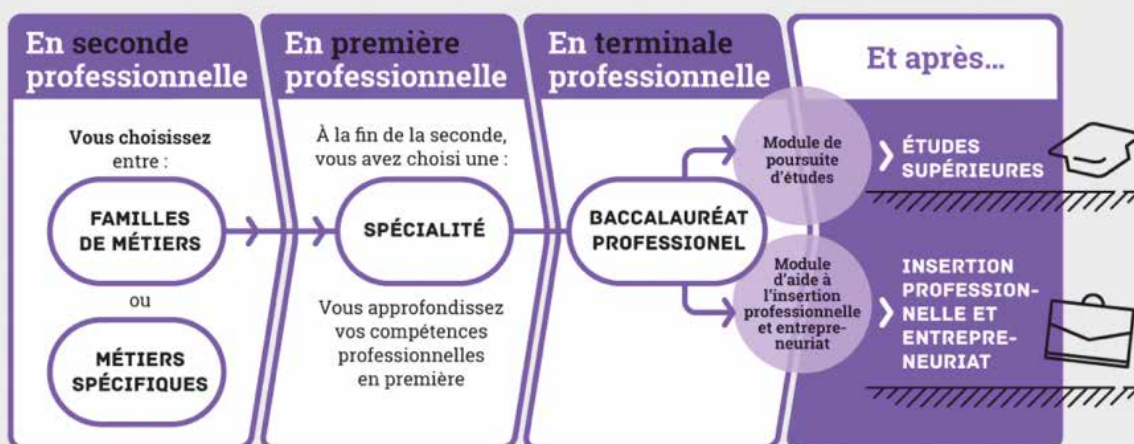 En seconde
professionnelle
Vous choisissez
entre :
FAMILLES
DE MÉTIERS
ou
MÉTIERS
SPÉCIFIQUES
En première
professionnelle
À la fin de la seconde,
vous avez choisi une :
SPÉCIALITÉ
Vous approfondissez
vos compétences
professionnelles
en première
En terminale
professionnelle
BACCALAURÉAT
PROFESSIONEL
Module de
poursuite
d'études
Module
d'aide à
l'insertion
professionnelle
et entrepre-
neuriat
Et après...
ÉTUDES
SUPÉRIEURES
INSERTION
PROFESSION-
NELLE ET
ENTREPRE-
NEURIAT